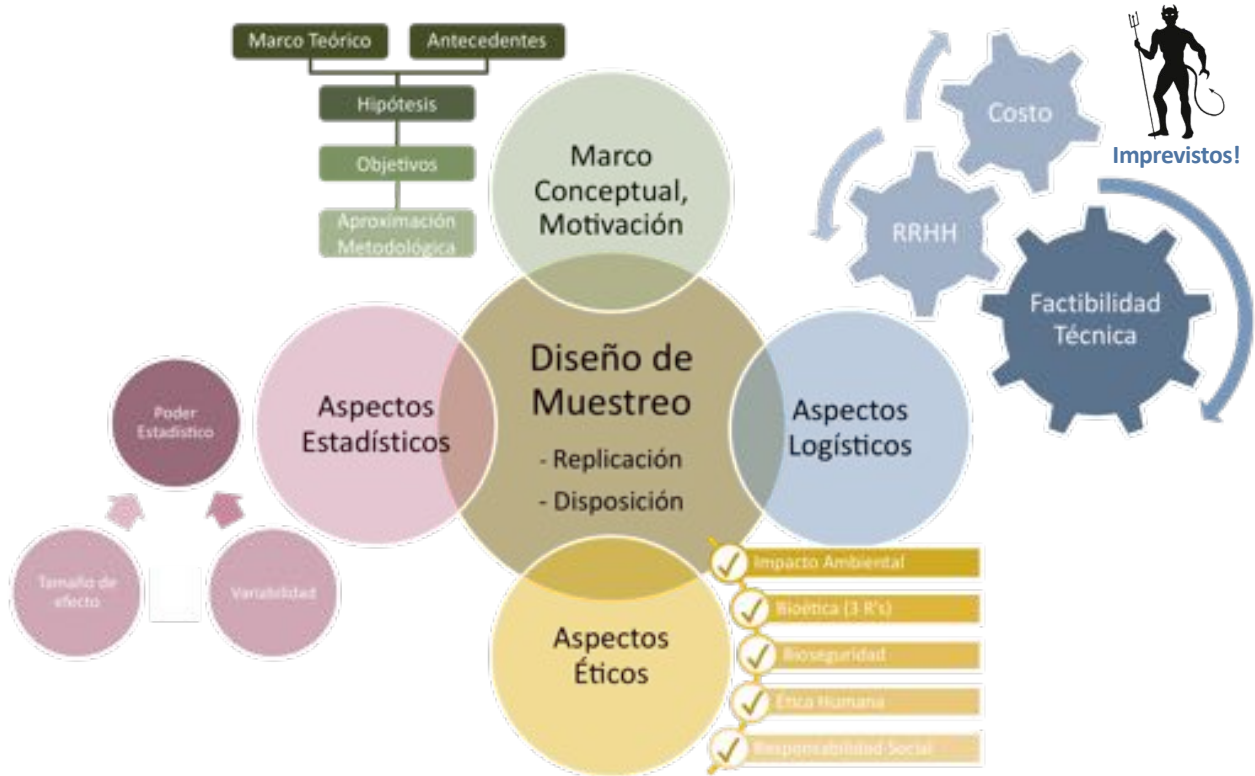 Marco Teórico
Antecedentes
Hipótesis
Objetivos
Aproximación
Metodológica
Marco
Conceptual,
Motivación
Costo
RRHH
Factibilidad
Técnica
Imprevistos!
Diseño de
Muestreo
- Replicación
- Disposición
Aspectos
Estadísticos
Poder
Estadístico
Tamaño de
efecto
Variabilidad
Aspectos
Logísticos
Aspectos
Éticos
Impacto Ambiental
Bioética (3 R's)
Bioseguridad
Ética Humana
Responsabilidad Social